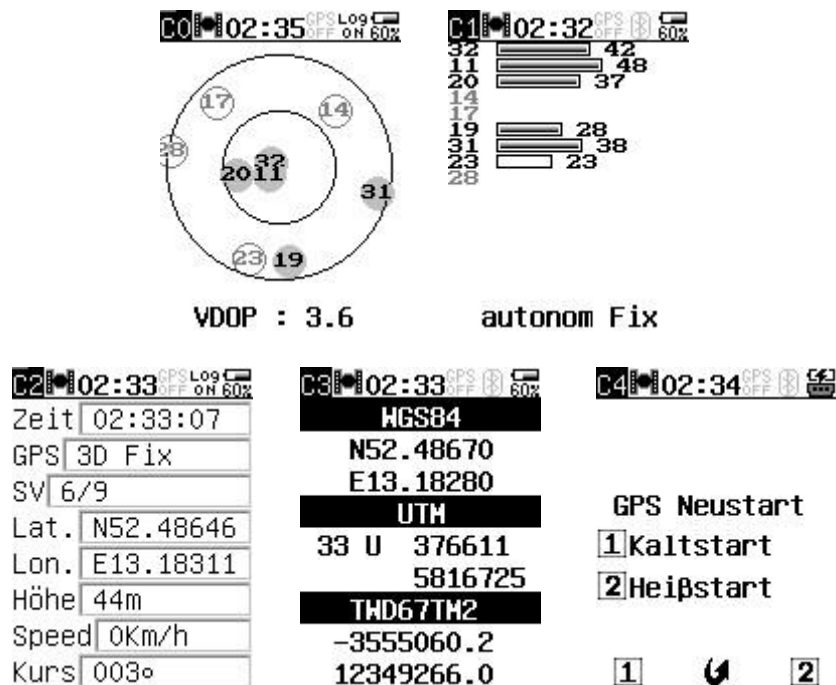 C0 02:35 GPS OFF LOG ON 60%
17 14
28 32
20 11
31
23 19
VDOP : 3.6
C1 02:32 GPS OFF 60%
32 42
11 48
20 37
14
17
19 28
31 38
23 23
28
autonom Fix
C2 02:33 GPS OFF LOG ON 60%
Zeit 02:33:07
GPS 3D Fix
SV 6/9
Lat. N52.48646
Lon. E13.18311
Höhe 44m
Speed 0Km/h
Kurs 003°
C3 02:33 GPS OFF 60%
WGS84
N52.48670
E13.18280
UTM
33 U 376611
5816725
TWD67TM2
-3555060.2
12349266.0
C4 02:34 GPS OFF
GPS Neustart
1 Kaltstart
2 Heißstart
1 2